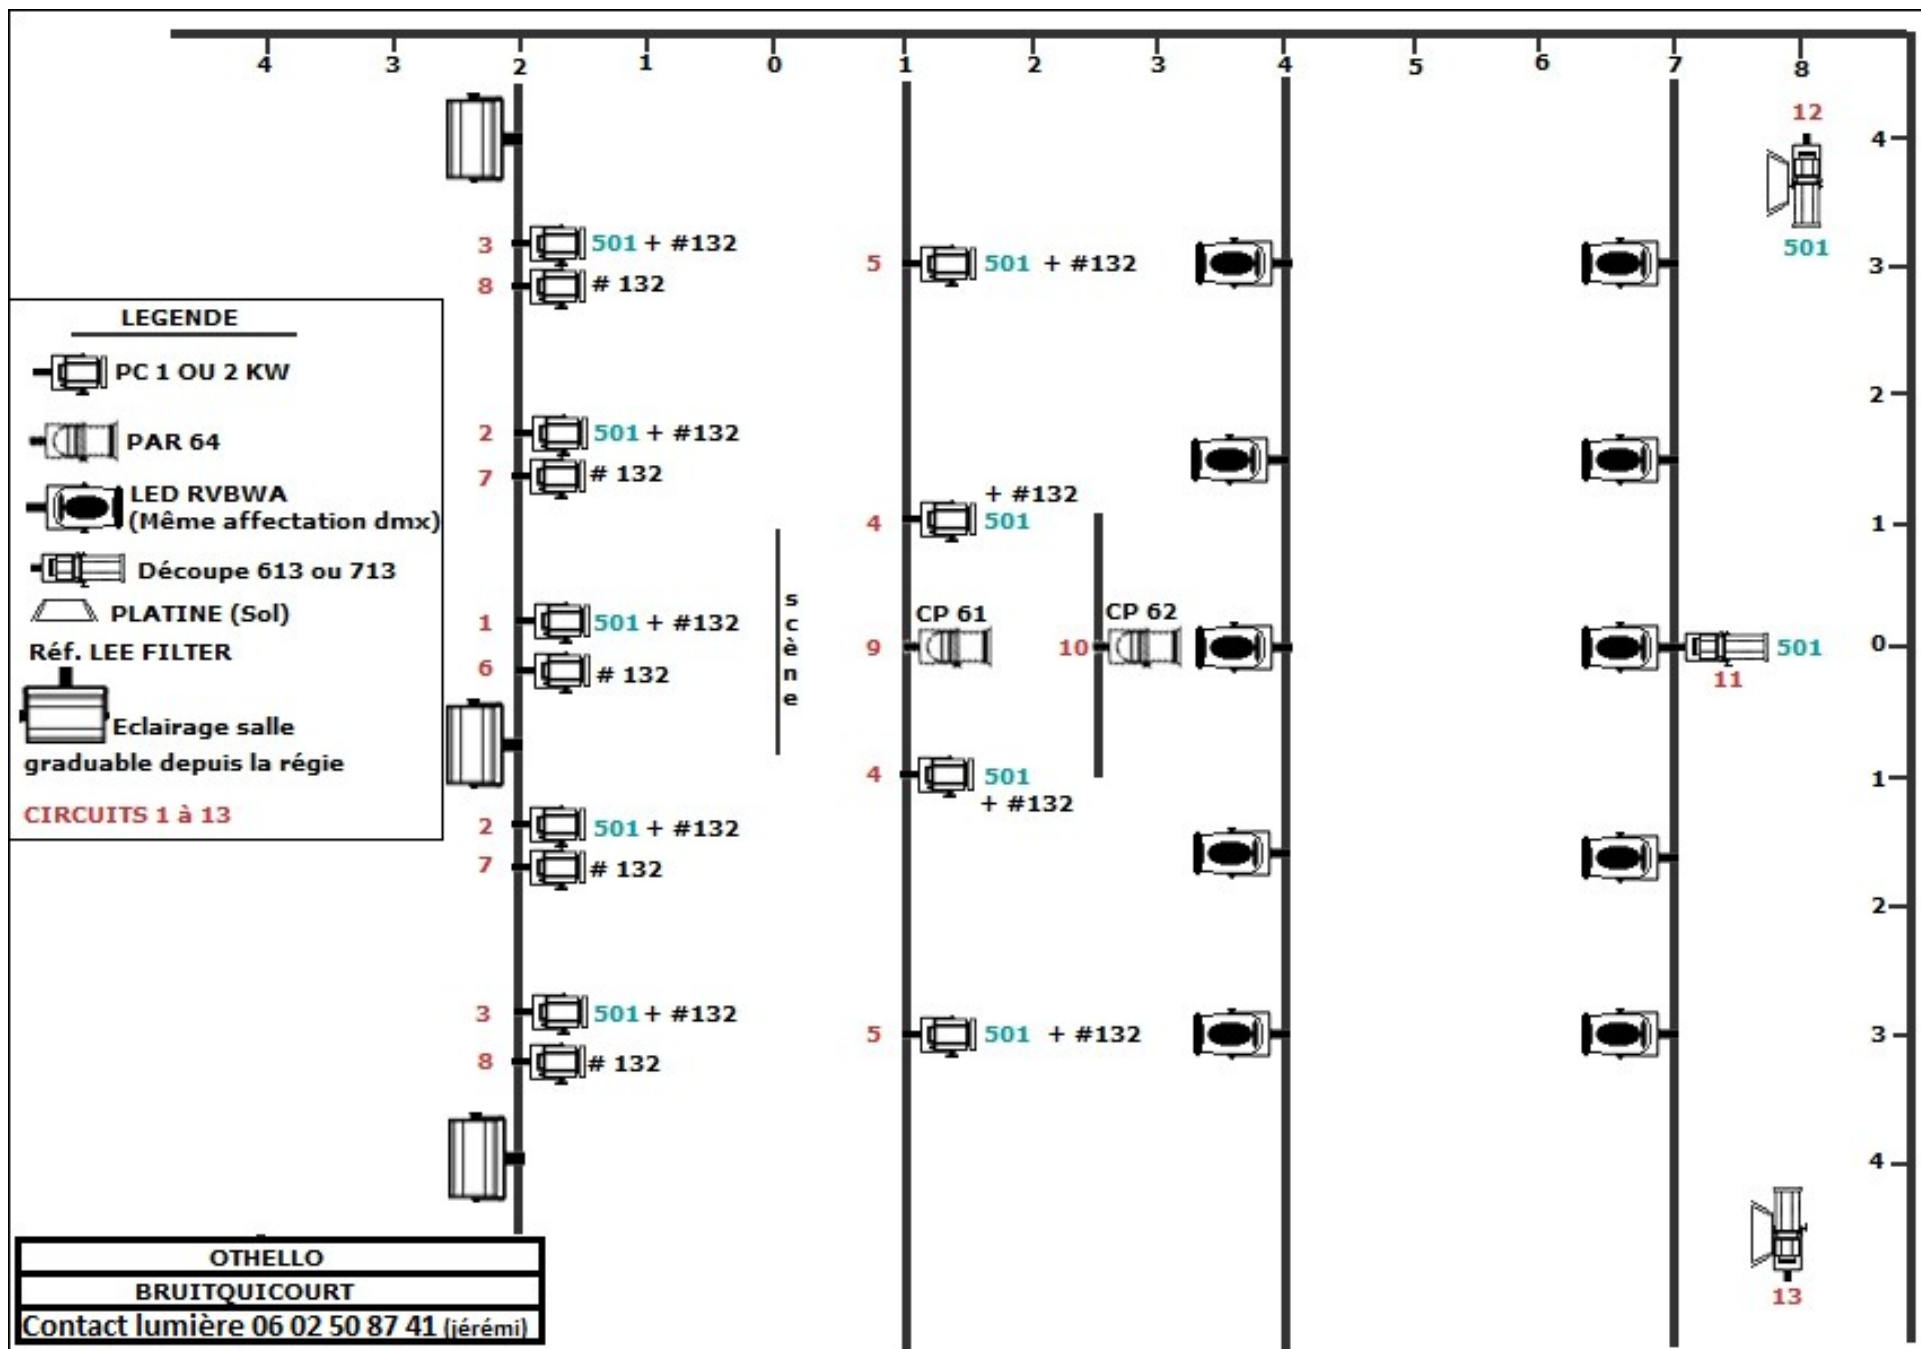 4 3 2 1 0 1 2 3 4 5 6 7 8
12
4
3 501 + #132
501
5 501 + #132
3
8 # 132
LEGENDE
PC 1 OU 2 KW
2
2 501 + #132
PAR 64
7 # 132
LED RVBWA
(Même affectation dmx)
+ #132
4 501
1
Découpe 613 ou 713
PLATINE (Sol)
scène
CP 61
CP 62
1 501 + #132
9
10
501
0
Réf. LEE FILTER
6 # 132
11
Eclairage salle
graduable depuis la régie
4 501
+ #132
1
CIRCUITS 1 à 13
2 501 + #132
7 # 132
2
3 501 + #132
5 501 + #132
3
8 # 132
4
OTHELLO
BRUITQUICOURT
Contact lumière 06 02 50 87 41 (jérémi)
13